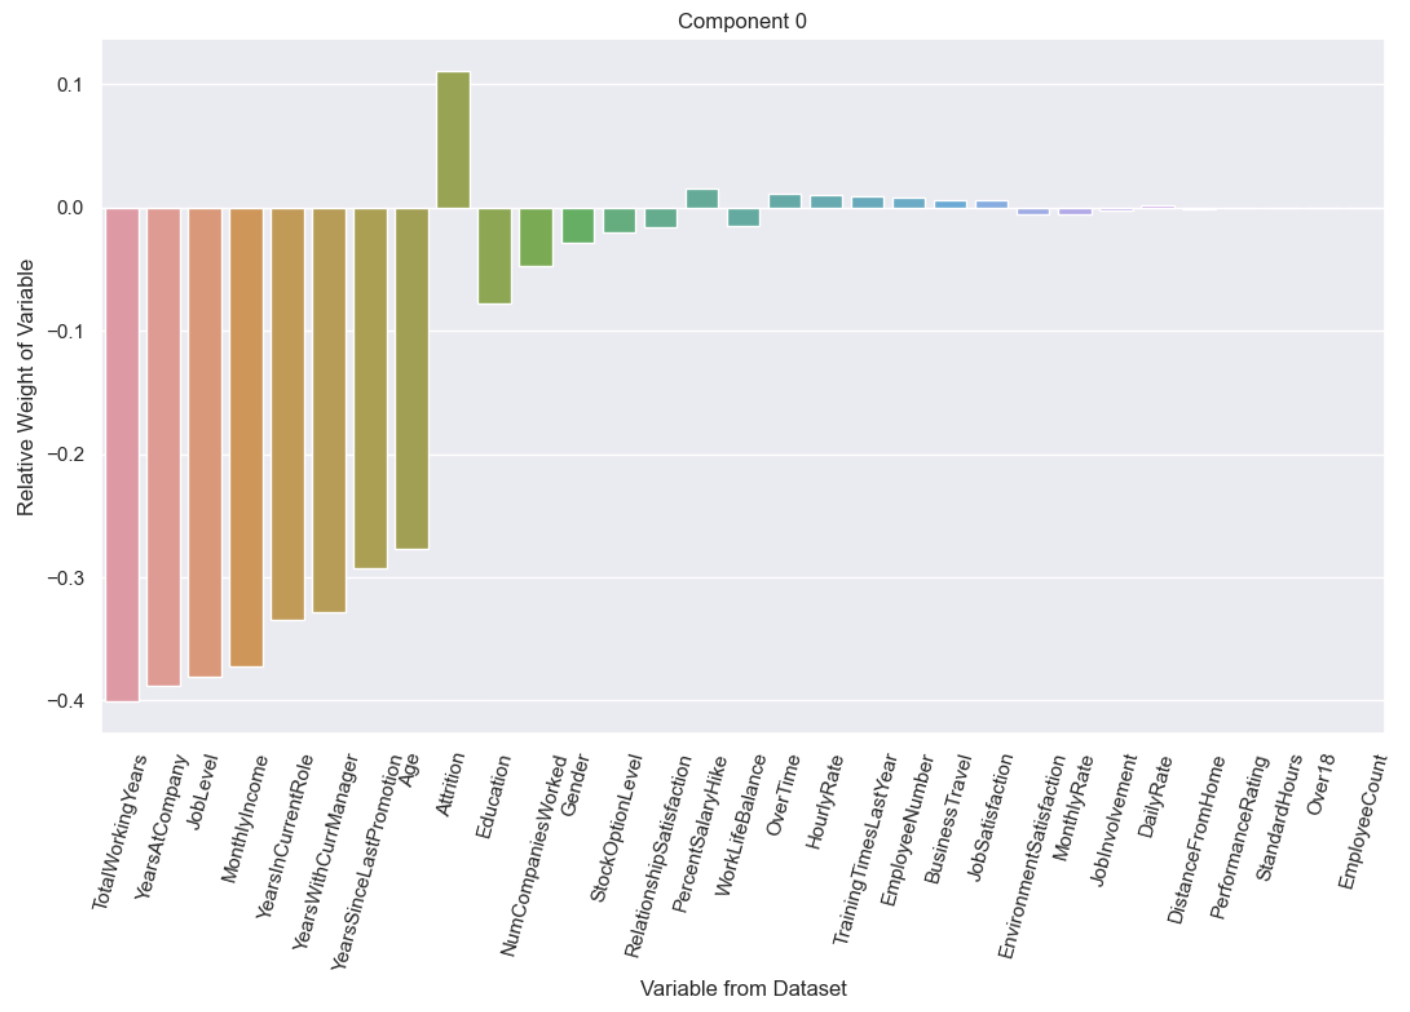 Component 0
Relative Weight of Variable
0.1
0.0
−0.1
−0.2
−0.3
−0.4
TotalWorkingYears
YearsAtCompany
JobLevel
MonthlyIncome
YearsInCurrentRole
YearsWithCurrManager
YearsSinceLastPromotion
Age
Attrition
Education
NumCompaniesWorked
Gender
StockOptionLevel
RelationshipSatisfaction
PercentSalaryHike
WorkLifeBalance
OverTime
HourlyRate
TrainingTimesLastYear
EmployeeNumber
BusinessTravel
JobSatisfaction
EnvironmentSatisfaction
MonthlyRate
JobInvolvement
DailyRate
DistanceFromHome
PerformanceRating
StandardHours
Over18
EmployeeCount
Variable from Dataset